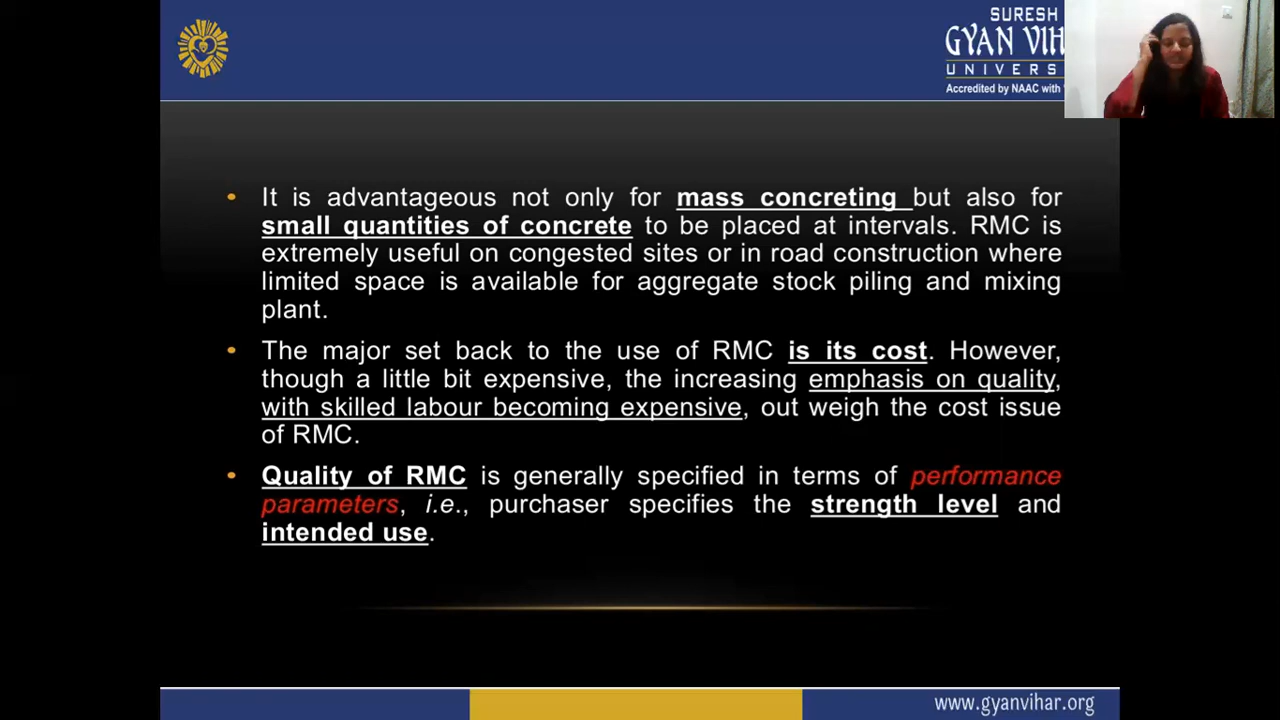 SURESH
GYAN VIH
UNIVERS
Accredited by NAAC with
• It is advantageous not only for mass concreting but also for
small quantities of concrete to be placed at intervals. RMC is
extremely useful on congested sites or in road construction where
limited space is available for aggregate stock piling and mixing
plant.
• The major set back to the use of RMC is its cost. However,
though a little bit expensive, the increasing emphasis on quality,
with skilled labour becoming expensive, out weigh the cost issue
of RMC.
• Quality of RMC is generally specified in terms of performance
parameters, i.e., purchaser specifies the strength level and
intended use.
www.gyanvihar.org